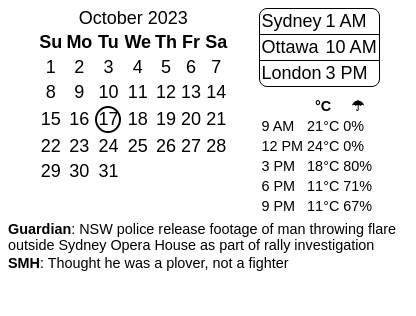 October 2023
Su Mo Tu We Th Fr Sa
1 2 3 4 5 6 7
8 9 10 11 12 13 14
15 16 17 18 19 20 21
22 23 24 25 26 27 28
29 30 31
Sydney 1 AM
Ottawa 10 AM
London 3 PM
°C ☂
9 AM 21°C 0%
12 PM 24°C 0%
3 PM 18°C 80%
6 PM 11°C 71%
9 PM 11°C 67%
Guardian: NSW police release footage of man throwing flare
outside Sydney Opera House as part of rally investigation
SMH: Thought he was a plover, not a fighter